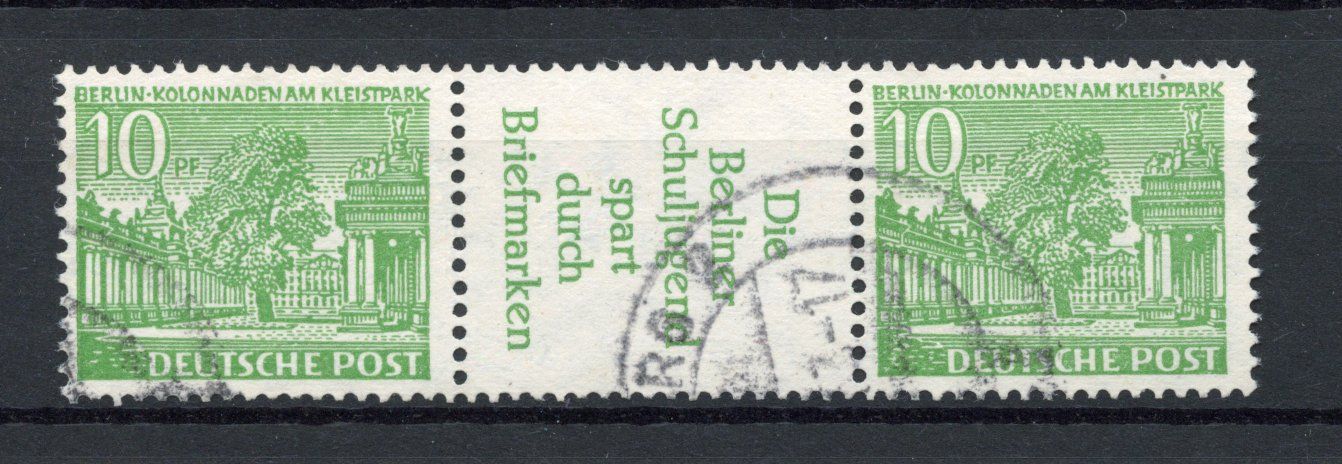 BERLIN·KOLONNADEN AM KLEISTPARK
10 PF
DEUTSCHE POST
Die
Berliner
Schuljugend
spart
durch
Briefmarken
BERLIN·KOLONNADEN AM KLEISTPARK
10 PF
DEUTSCHE POST
-17